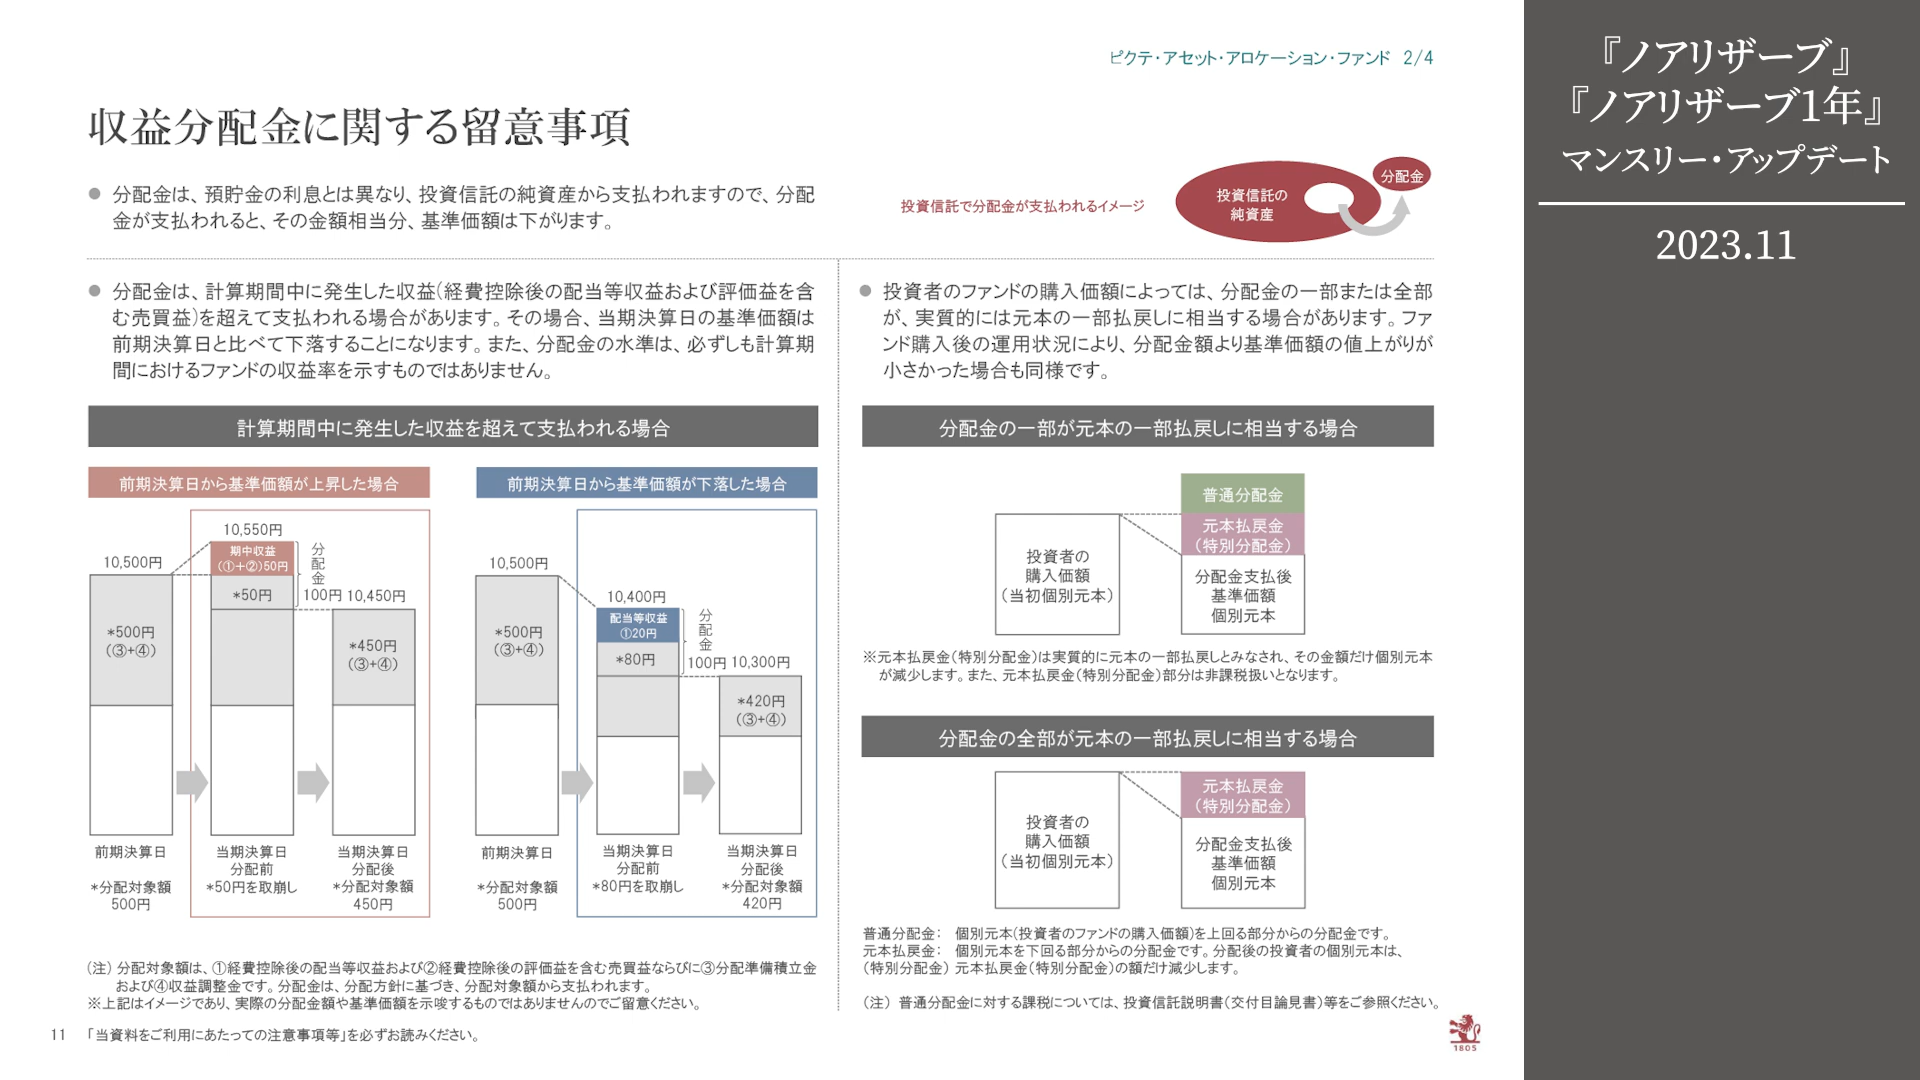 ピクテ・アセット・アロケーション・ファンド 2/4
収益分配金に関する留意事項
● 分配金は、預貯金の利息とは異なり、投資信託の純資産から支払われますので、分配
金が支払われると、その金額相当分、基準価額は下がります。
投資信託で分配金が支払われるイメージ
投資信託の
純資産
分配金
● 分配金は、計算期間中に発生した収益(経費控除後の配当等収益および評価益を含
む売買益)を超えて支払われる場合があります。その場合、当期決算日の基準価額は
前期決算日と比べて下落することになります。また、分配金の水準は、必ずしも計算期
間におけるファンドの収益率を示すものではありません。
計算期間中に発生した収益を超えて支払われる場合
前期決算日から基準価額が上昇した場合
10,500円
*500円
(③+④)
前期決算日
*分配対象額
500円
10,550円
期中収益
(①+②)50円
*50円
分配金
100円
当期決算日
分配前
*50円を取崩し
10,450円
*450円
(③+④)
当期決算日
分配後
*分配対象額
450円
前期決算日から基準価額が下落した場合
10,500円
*500円
(③+④)
前期決算日
*分配対象額
500円
10,400円
配当等収益
①20円
*80円
分配金
100円
当期決算日
分配前
*80円を取崩し
10,300円
*420円
(③+④)
当期決算日
分配後
*分配対象額
420円
(注) 分配対象額は、①経費控除後の配当等収益および②経費控除後の評価益を含む売買益ならびに③分配準備積立金
および④収益調整金です。分配金は、分配方針に基づき、分配対象額から支払われます。
※上記はイメージであり、実際の分配金額や基準価額を示唆するものではありませんのでご留意ください。
● 投資者のファンドの購入価額によっては、分配金の一部または全部
が、実質的には元本の一部払戻しに相当する場合があります。ファ
ンド購入後の運用状況により、分配金額より基準価額の値上がりが
小さかった場合も同様です。
分配金の一部が元本の一部払戻しに相当する場合
投資者の
購入価額
(当初個別元本)
普通分配金
元本払戻金
(特別分配金)
分配金支払後
基準価額
個別元本
※元本払戻金(特別分配金)は実質的に元本の一部払戻しとみなされ、その金額だけ個別元本
が減少します。また、元本払戻金(特別分配金)部分は非課税扱いとなります。
分配金の全部が元本の一部払戻しに相当する場合
投資者の
購入価額
(当初個別元本)
元本払戻金
(特別分配金)
分配金支払後
基準価額
個別元本
普通分配金: 個別元本(投資者のファンドの購入価額)を上回る部分からの分配金です。
元本払戻金: 個別元本を下回る部分からの分配金です。分配後の投資者の個別元本は、
(特別分配金) 元本払戻金(特別分配金)の額だけ減少します。
(注) 普通分配金に対する課税については、投資信託説明書(交付目論見書)等をご参照ください。
11 「当資料をご利用にあたっての注意事項等」を必ずお読みください。
1805
『ノアリザーブ』
『ノアリザーブ1年』
マンスリー・アップデート
2023.11